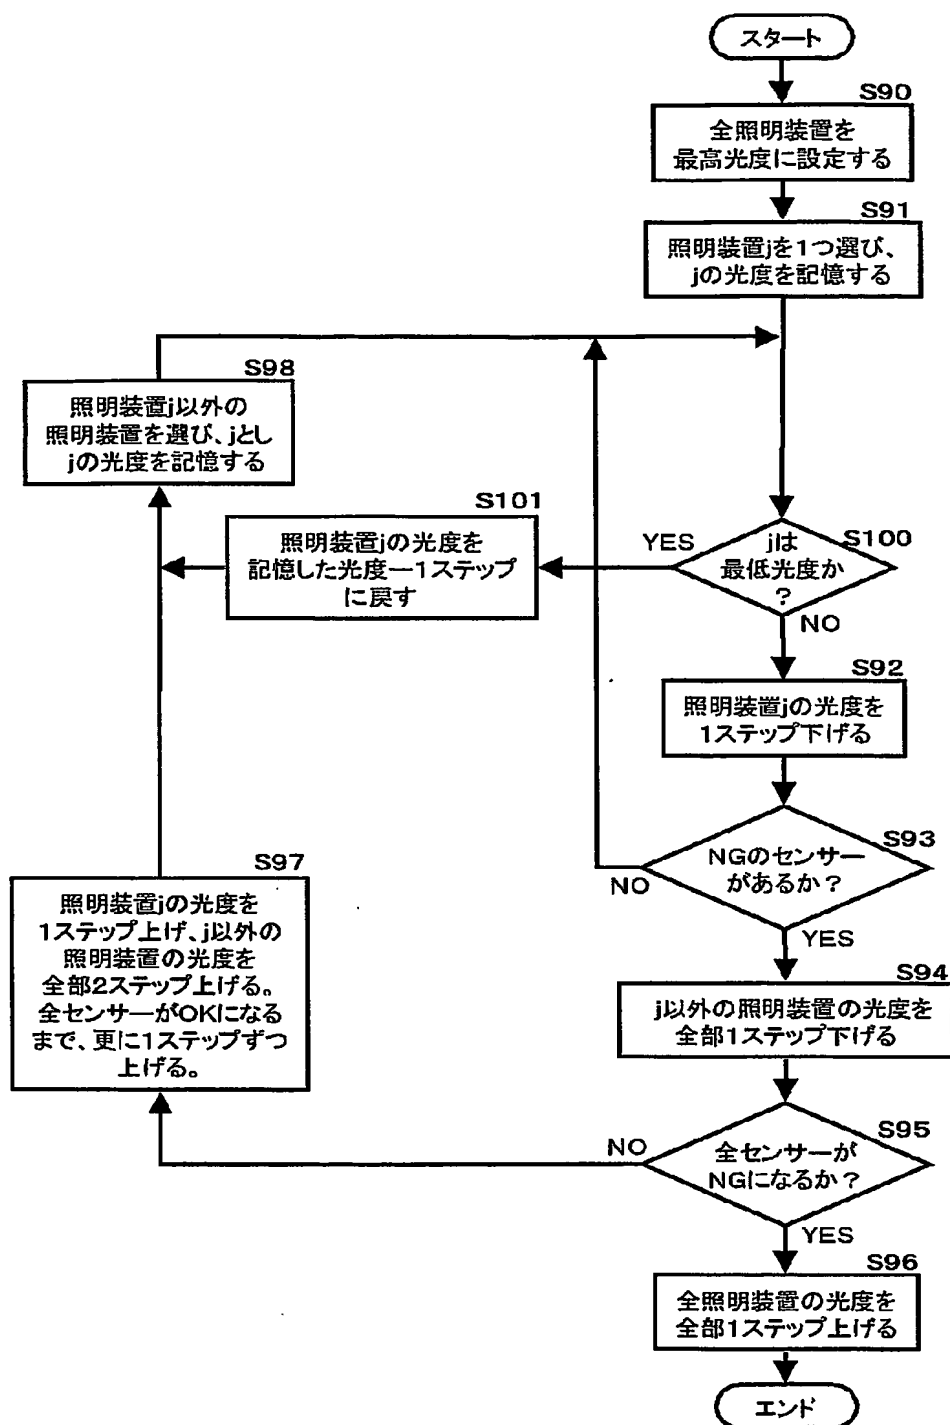 スタート
S90
全照明装置を
最高光度に設定する
S91
照明装置jを1つ選び、
jの光度を記憶する
S98
照明装置j以外の
照明装置を選び、jとし
jの光度を記憶する
S101
照明装置jの光度を
記憶した光度ー1ステップ
に戻す
YES
S100
jは
最低光度か
?
NO
S92
照明装置jの光度を
1ステップ下げる
S93
NGのセンサー
があるか?
NO
YES
S97
照明装置jの光度を
1ステップ上げ、j以外の
照明装置の光度を
全部2ステップ上げる。
全センサーがOKになる
まで、更に1ステップずつ
上げる。
S94
j以外の照明装置の光度を
全部1ステップ下げる
S95
全センサーが
NGになるか?
NO
YES
S96
全照明装置の光度を
全部1ステップ上げる
エンド